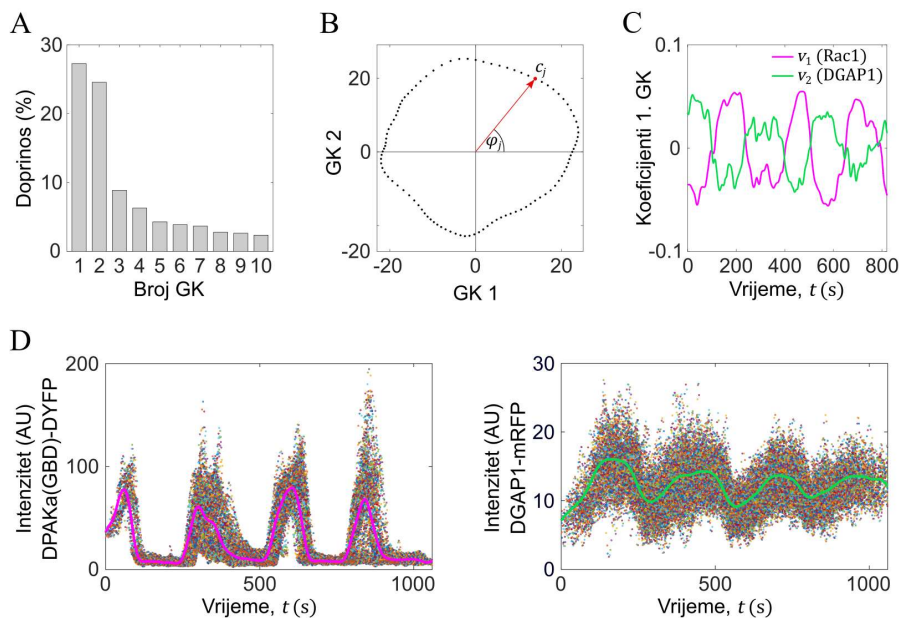 A
Doprinos (%)
30
20
10
0
1 2 3 4 5 6 7 8 9 10
Broj GK
B
GK 2
20
0
-20
c_j
φ_j
-20 0 20
GK 1
C
Koeficijenti 1. GK
0.1
0
-0.1
v₁ (Rac1)
v₂ (DGAP1)
0 200 400 600 800
Vrijeme, t (s)
D
Intenzitet (AU)
DPAKa(GBD)-DYFP
200
100
0
0 500 1000
Vrijeme, t (s)
Intenzitet (AU)
DGAP1-mRFP
30
20
10
0
0 500 1000
Vrijeme, t (s)